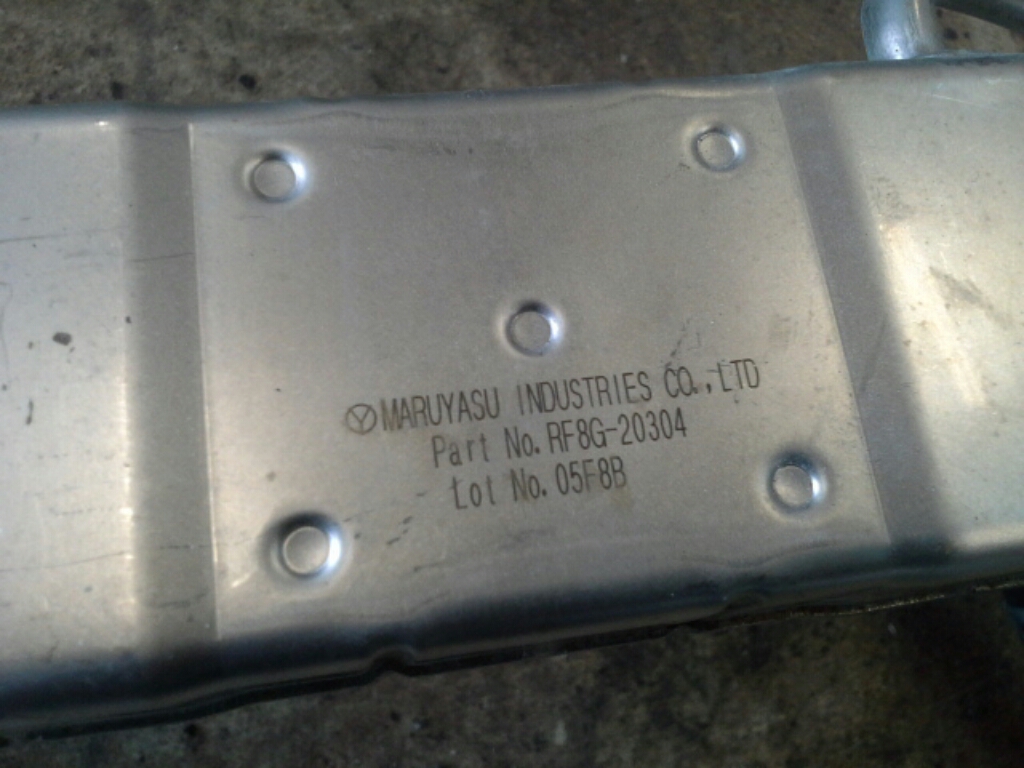 MARUYASU INDUSTRIES CO.,LTD
Part No. RF8G-20304
Lot No. 05F8B